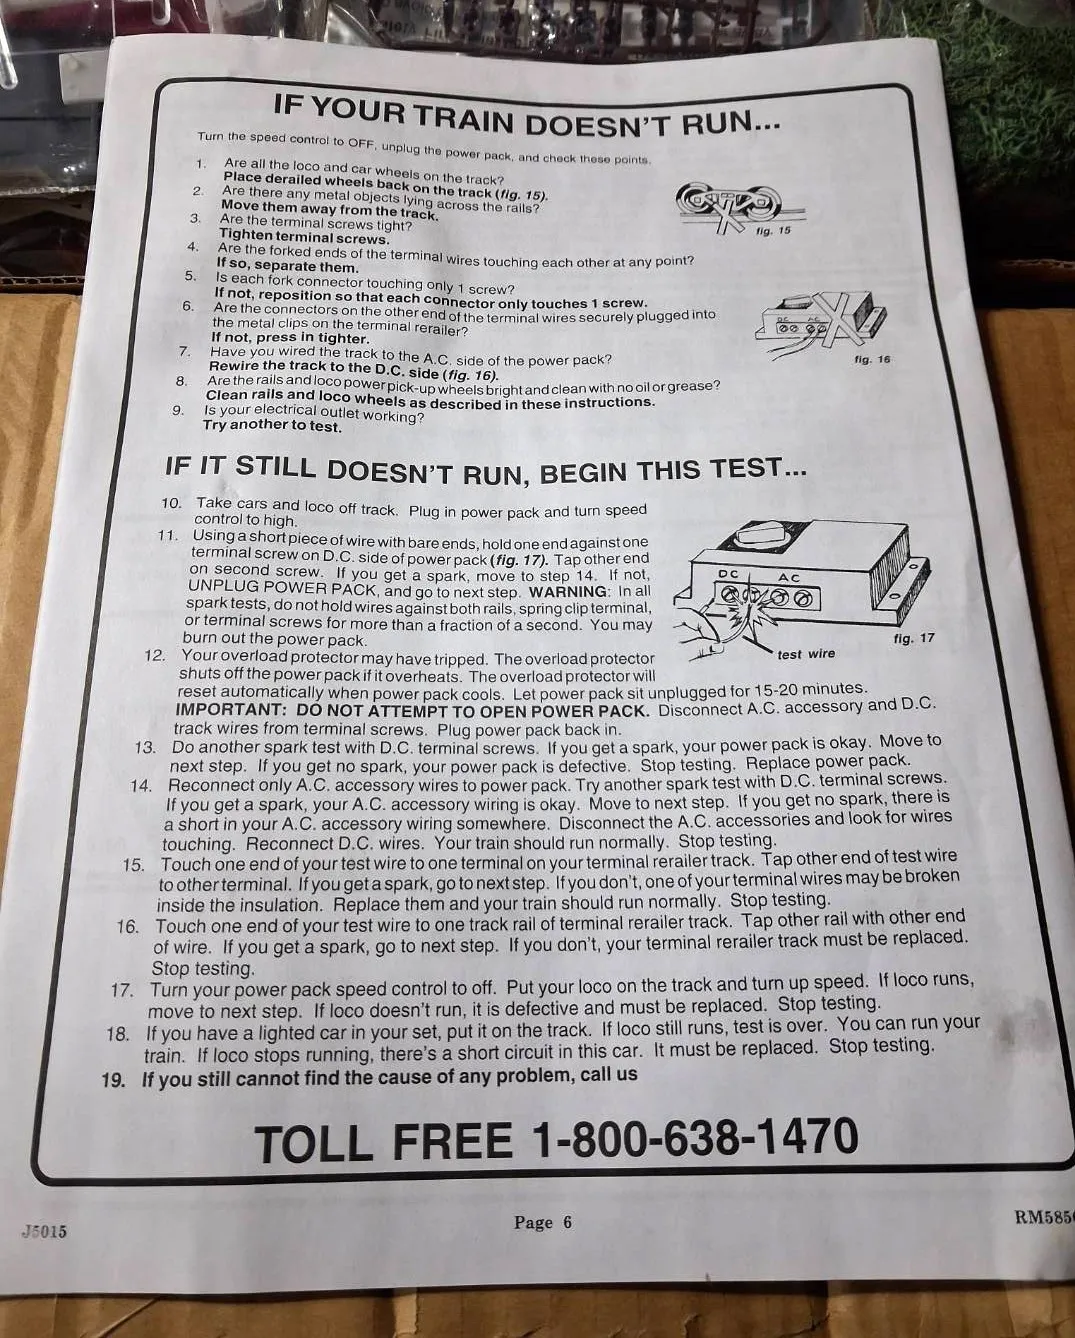 IF YOUR TRAIN DOESN'T RUN...
Turn the speed control to OFF, unplug the power pack, and check these points.
1. Are all the loco and car wheels on the track?
Place derailed wheels back on the track (fig. 15).
2. Are there any metal objects lying across the rails?
Move them away from the track.
3. Are the terminal screws tight?
Tighten terminal screws.
4. Are the forked ends of the terminal wires touching each other at any point?
If so, separate them.
5. Is each fork connector touching only 1 screw?
If not, reposition so that each connector only touches 1 screw.
6. Are the connectors on the other end of the terminal wires securely plugged into
the metal clips on the terminal rerailer?
If not, press in tighter.
7. Have you wired the track to the A.C. side of the power pack?
Rewire the track to the D.C. side (fig. 16).
8. Are the rails and loco power pick-up wheels bright and clean with no oil or grease?
Clean rails and loco wheels as described in these instructions.
9. Is your electrical outlet working?
Try another to test.
fig. 15
DC AC
fig. 16
IF IT STILL DOESN'T RUN, BEGIN THIS TEST...
10. Take cars and loco off track. Plug in power pack and turn speed
control to high.
11. Using a short piece of wire with bare ends, hold one end against one
terminal screw on D.C. side of power pack (fig. 17). Tap other end
on second screw. If you get a spark, move to step 14. If not,
UNPLUG POWER PACK, and go to next step. WARNING: In all
spark tests, do not hold wires against both rails, spring clip terminal,
or terminal screws for more than a fraction of a second. You may
burn out the power pack.
DC AC
fig. 17
test wire
12. Your overload protector may have tripped. The overload protector
shuts off the power pack if it overheats. The overload protector will
reset automatically when power pack cools. Let power pack sit unplugged for 15-20 minutes.
IMPORTANT: DO NOT ATTEMPT TO OPEN POWER PACK. Disconnect A.C. accessory and D.C.
track wires from terminal screws. Plug power pack back in.
13. Do another spark test with D.C. terminal screws. If you get a spark, your power pack is okay. Move to
next step. If you get no spark, your power pack is defective. Stop testing. Replace power pack.
14. Reconnect only A.C. accessory wires to power pack. Try another spark test with D.C. terminal screws.
If you get a spark, your A.C. accessory wiring is okay. Move to next step. If you get no spark, there is
a short in your A.C. accessory wiring somewhere. Disconnect the A.C. accessories and look for wires
touching. Reconnect D.C. wires. Your train should run normally. Stop testing.
15. Touch one end of your test wire to one terminal on your terminal rerailer track. Tap other end of test wire
to other terminal. If you get a spark, go to next step. If you don't, one of your terminal wires may be broken
inside the insulation. Replace them and your train should run normally. Stop testing.
16. Touch one end of your test wire to one track rail of terminal rerailer track. Tap other rail with other end
of wire. If you get a spark, go to next step. If you don't, your terminal rerailer track must be replaced.
Stop testing.
17. Turn your power pack speed control to off. Put your loco on the track and turn up speed. If loco runs,
move to next step. If loco doesn't run, it is defective and must be replaced. Stop testing.
18. If you have a lighted car in your set, put it on the track. If loco still runs, test is over. You can run your
train. If loco stops running, there's a short circuit in this car. It must be replaced. Stop testing.
19. If you still cannot find the cause of any problem, call us
TOLL FREE 1-800-638-1470
J5015
Page 6